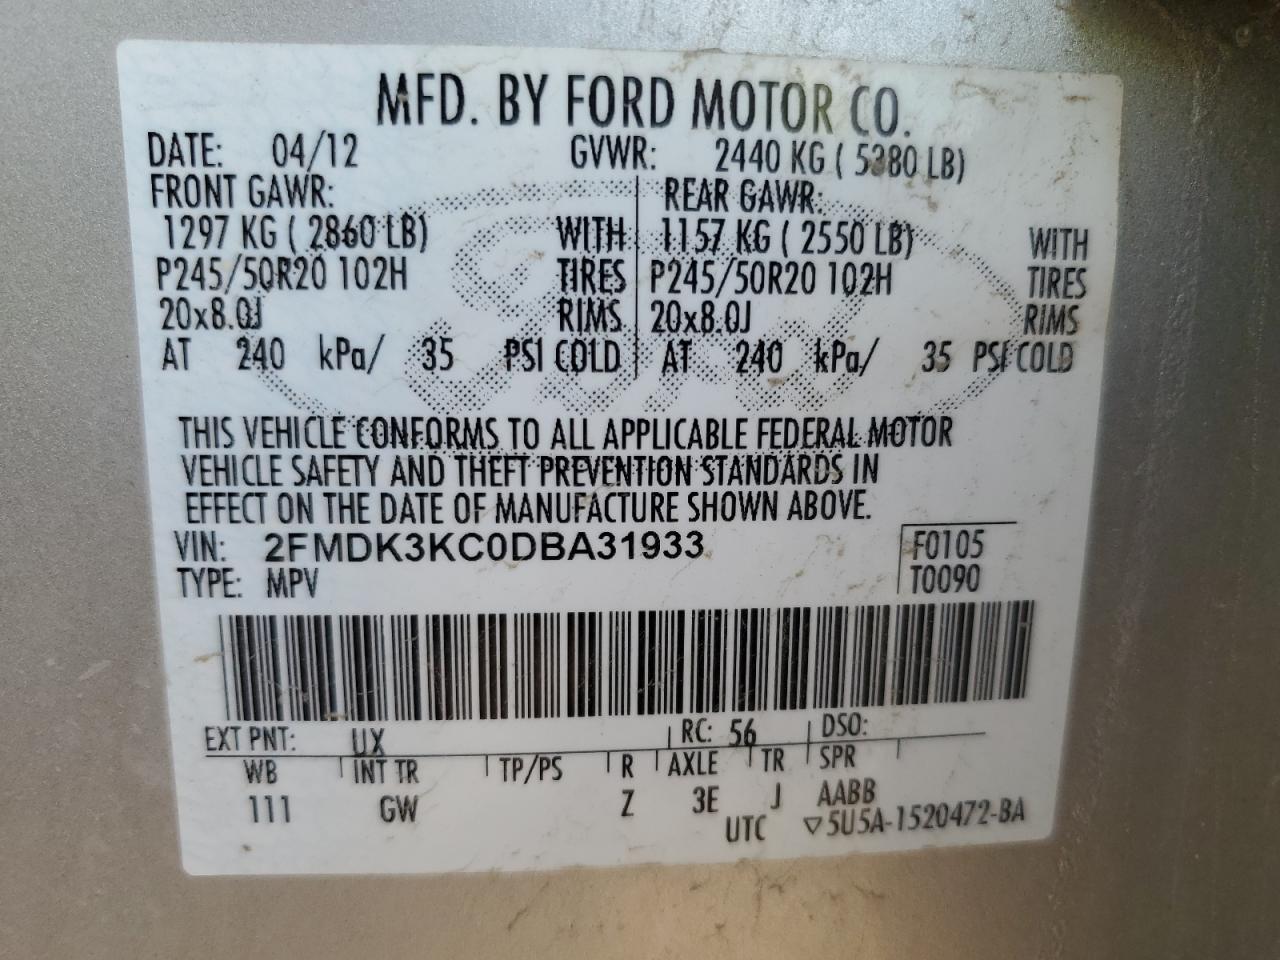 MFD. BY FORD MOTOR CO.
DATE: 04/12 GVWR: 2440 KG ( 5380 LB)
FRONT GAWR: REAR GAWR:
1297 KG ( 2860 LB) WITH 1157 KG ( 2550 LB) WITH
P245/50R20 102H TIRES P245/50R20 102H TIRES
20x8.0J RIMS 20x8.0J RIMS
AT 240 kPa/ 35 PSI COLD AT 240 kPa/ 35 PSI COLD
THIS VEHICLE CONFORMS TO ALL APPLICABLE FEDERAL MOTOR
VEHICLE SAFETY AND THEFT PREVENTION STANDARDS IN
EFFECT ON THE DATE OF MANUFACTURE SHOWN ABOVE.
VIN: 2FMDK3KC0DBA31933 F0105
TYPE: MPV T0090
EXT PNT: UX RC: 56 DSO:
WB INT TR TP/PS R AXLE TR SPR
111 GW Z 3E J AABB
UTC ▽5U5A-1520472-BA